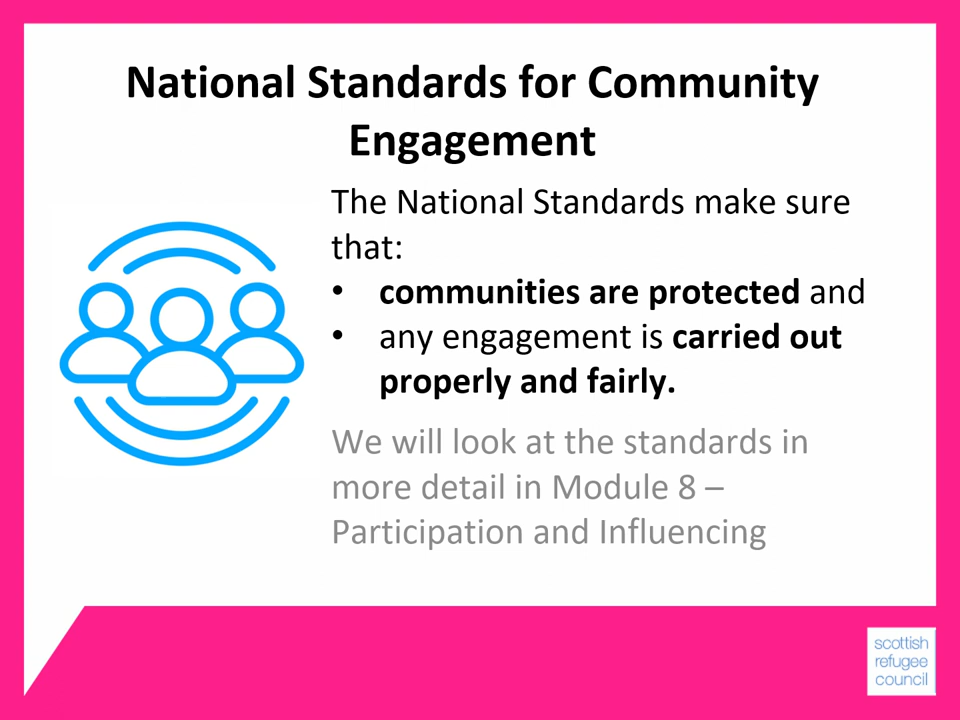 National Standards for Community
Engagement
The National Standards make sure
that:
• communities are protected and
• any engagement is carried out
properly and fairly.
We will look at the standards in
more detail in Module 8 –
Participation and Influencing
scottish
refugee
council